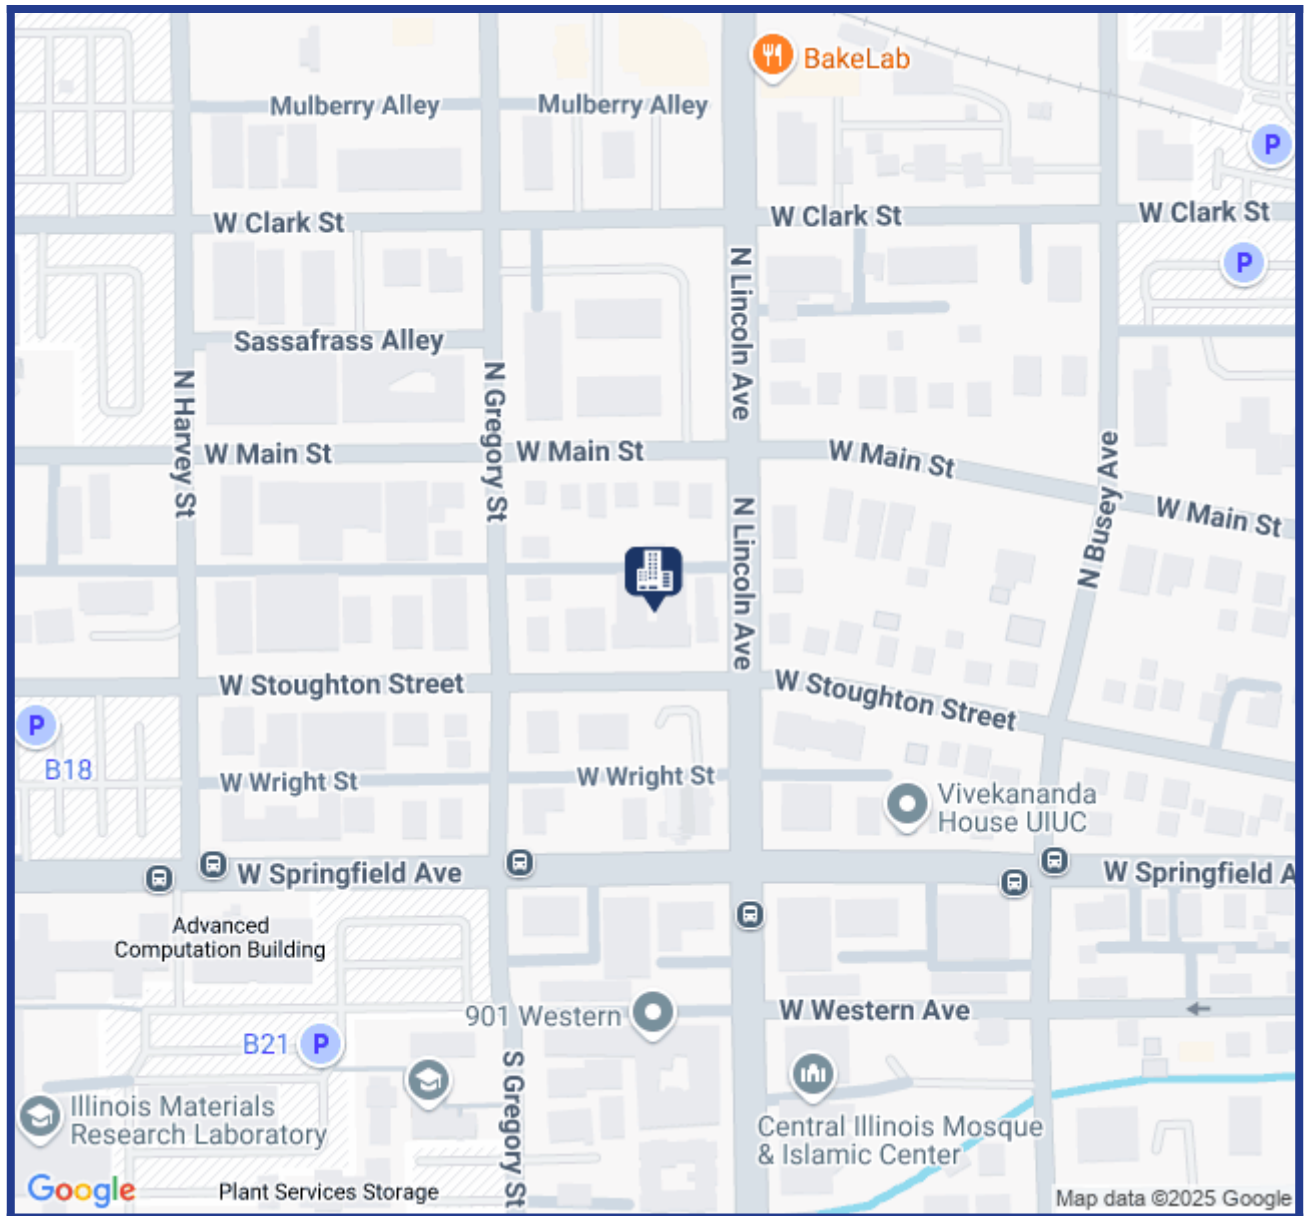 BakeLab
Mulberry Alley
Mulberry Alley
P
W Clark St
W Clark St
W Clark St
P
N Lincoln Ave
Sassafrass Alley
N Harvey St
N Gregory St
W Main St
W Main St
W Main St
N Busey Ave
W Main St
N Lincoln Ave
W Stoughton Street
W Stoughton Street
P
B18
W Wright St
W Wright St
Vivekananda
House UIUC
W Springfield Ave
W Springfield A
Advanced
Computation Building
901 Western
W Western Ave
B21
P
S Gregory St
Illinois Materials
Research Laboratory
Central Illinois Mosque
& Islamic Center
Google
Plant Services Storage
Map data ©2025 Google